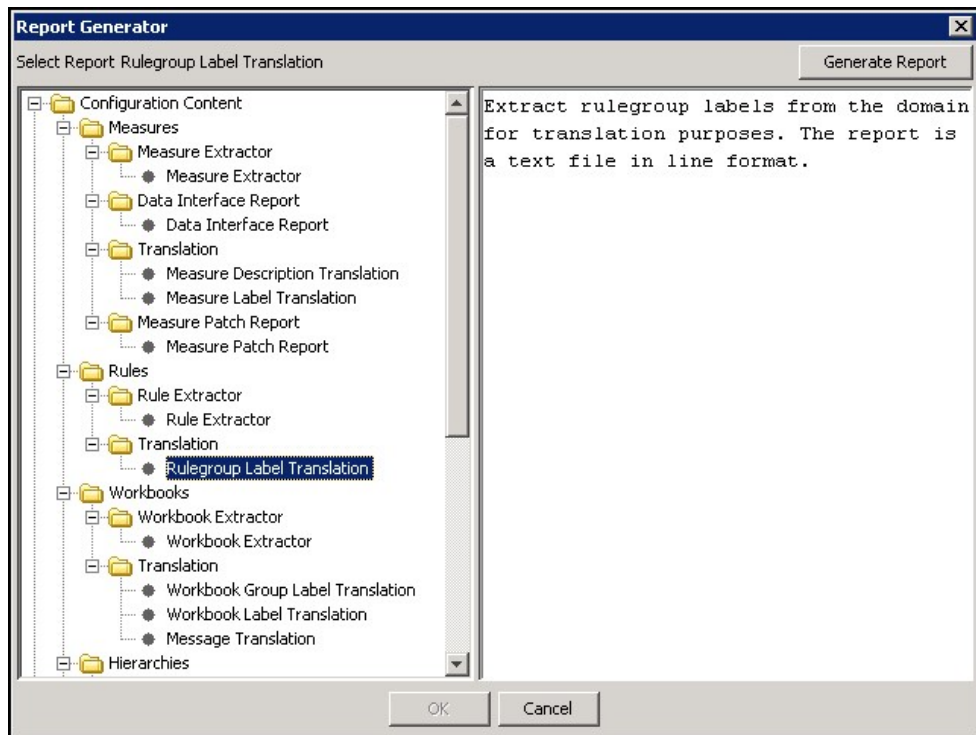 Report Generator
Select Report Rulegroup Label Translation
Generate Report
Configuration Content
Measures
Measure Extractor
Measure Extractor
Data Interface Report
Data Interface Report
Translation
Measure Description Translation
Measure Label Translation
Measure Patch Report
Measure Patch Report
Rules
Rule Extractor
Rule Extractor
Translation
Rulegroup Label Translation
Workbooks
Workbook Extractor
Workbook Extractor
Translation
Workbook Group Label Translation
Workbook Label Translation
Message Translation
Hierarchies
Extract rulegroup labels from the domain
for translation purposes. The report is
a text file in line format.
OK
Cancel